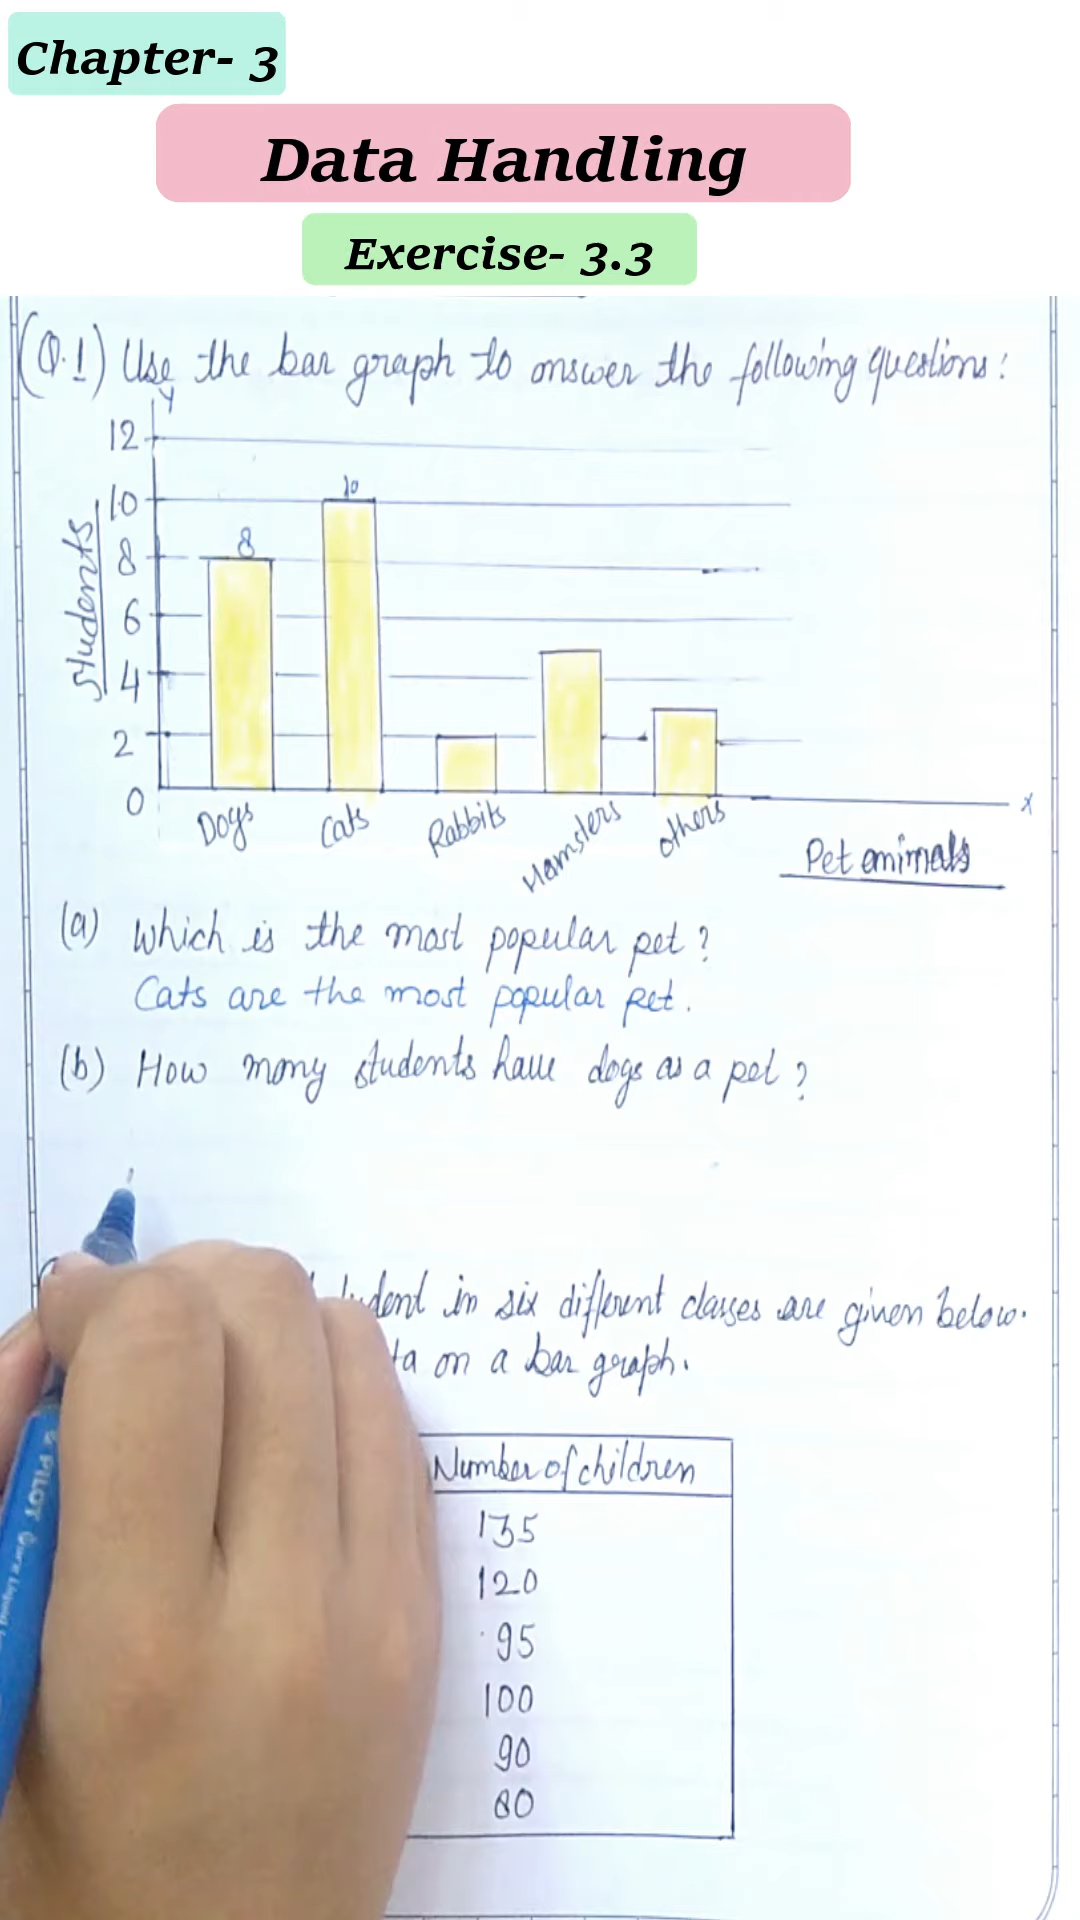 Chapter- 3
Data Handling
Exercise- 3.3
(Q.1) Use the bar graph to answer the following questions:
y
12
10
10
8
8
6
4
2
0
Students
Dogs Cats Rabbits Hamsters others
x
Pet animals
(a) Which is the most popular pet?
Cats are the most popular pet.
(b) How many students have dogs as a pet?
in six different classes are given below.
on a bar graph.
Number of children
135
120
95
100
90
80
PILOT